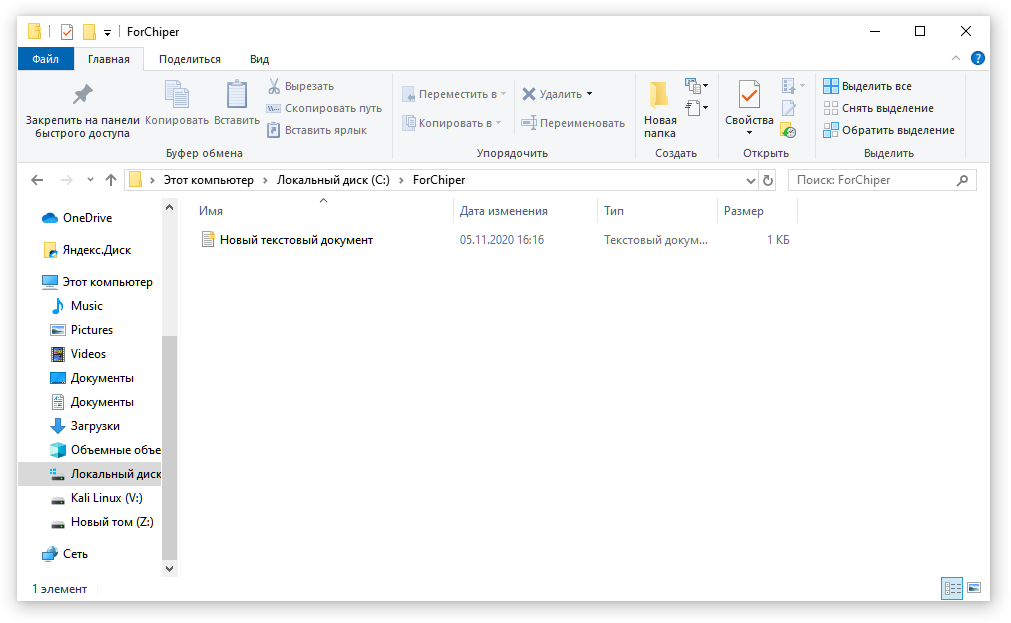 ForChiper
Файл Главная Поделиться Вид
Закрепить на панели быстрого доступа
Копировать
Вставить
Вырезать
Скопировать путь
Вставить ярлык
Буфер обмена
Переместить в
Копировать в
Удалить
Переименовать
Упорядочить
Новая папка
Создать
Свойства
Открыть
Выделить все
Снять выделение
Обратить выделение
Выделить
Этот компьютер > Локальный диск (C:) > ForChiper
Поиск: ForChiper
OneDrive
Яндекс.Диск
Этот компьютер
Music
Pictures
Videos
Документы
Документы
Загрузки
Объемные объе
Локальный диск
Kali Linux (V:)
Новый том (Z:)
Сеть
Имя Дата изменения Тип Размер
Новый текстовый документ 05.11.2020 16:16 Текстовый докум... 1 КБ
1 элемент